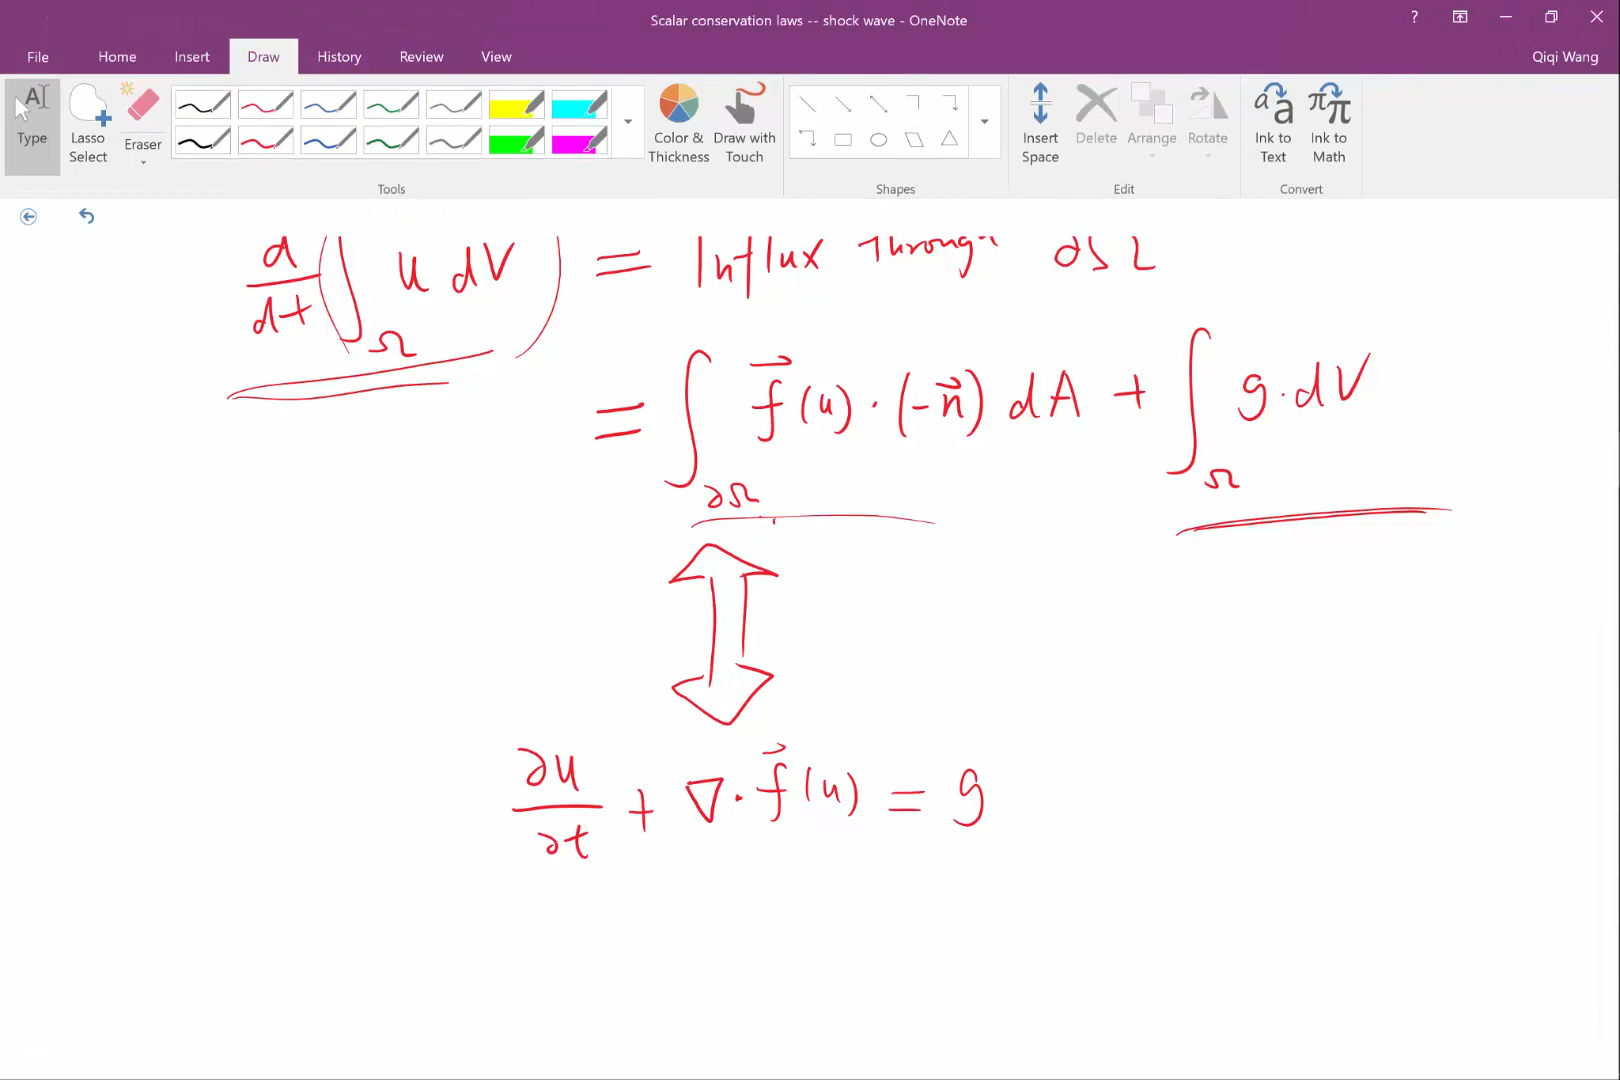 Scalar conservation laws -- shock wave - OneNote
?
File Home Insert Draw History Review View
Qiqi Wang
Type
Lasso Select
Eraser
Color & Thickness
Draw with Touch
Insert Space
Delete
Arrange
Rotate
Ink to Text
Ink to Math
Tools
Shapes
Edit
Convert
d/dt (∫_Ω u dV) = Influx Through ∂Ω
= ∫_∂Ω f⃗(u)·(-n⃗) dA + ∫_Ω g·dV
∂u/∂t + ∇·f⃗(u) = g